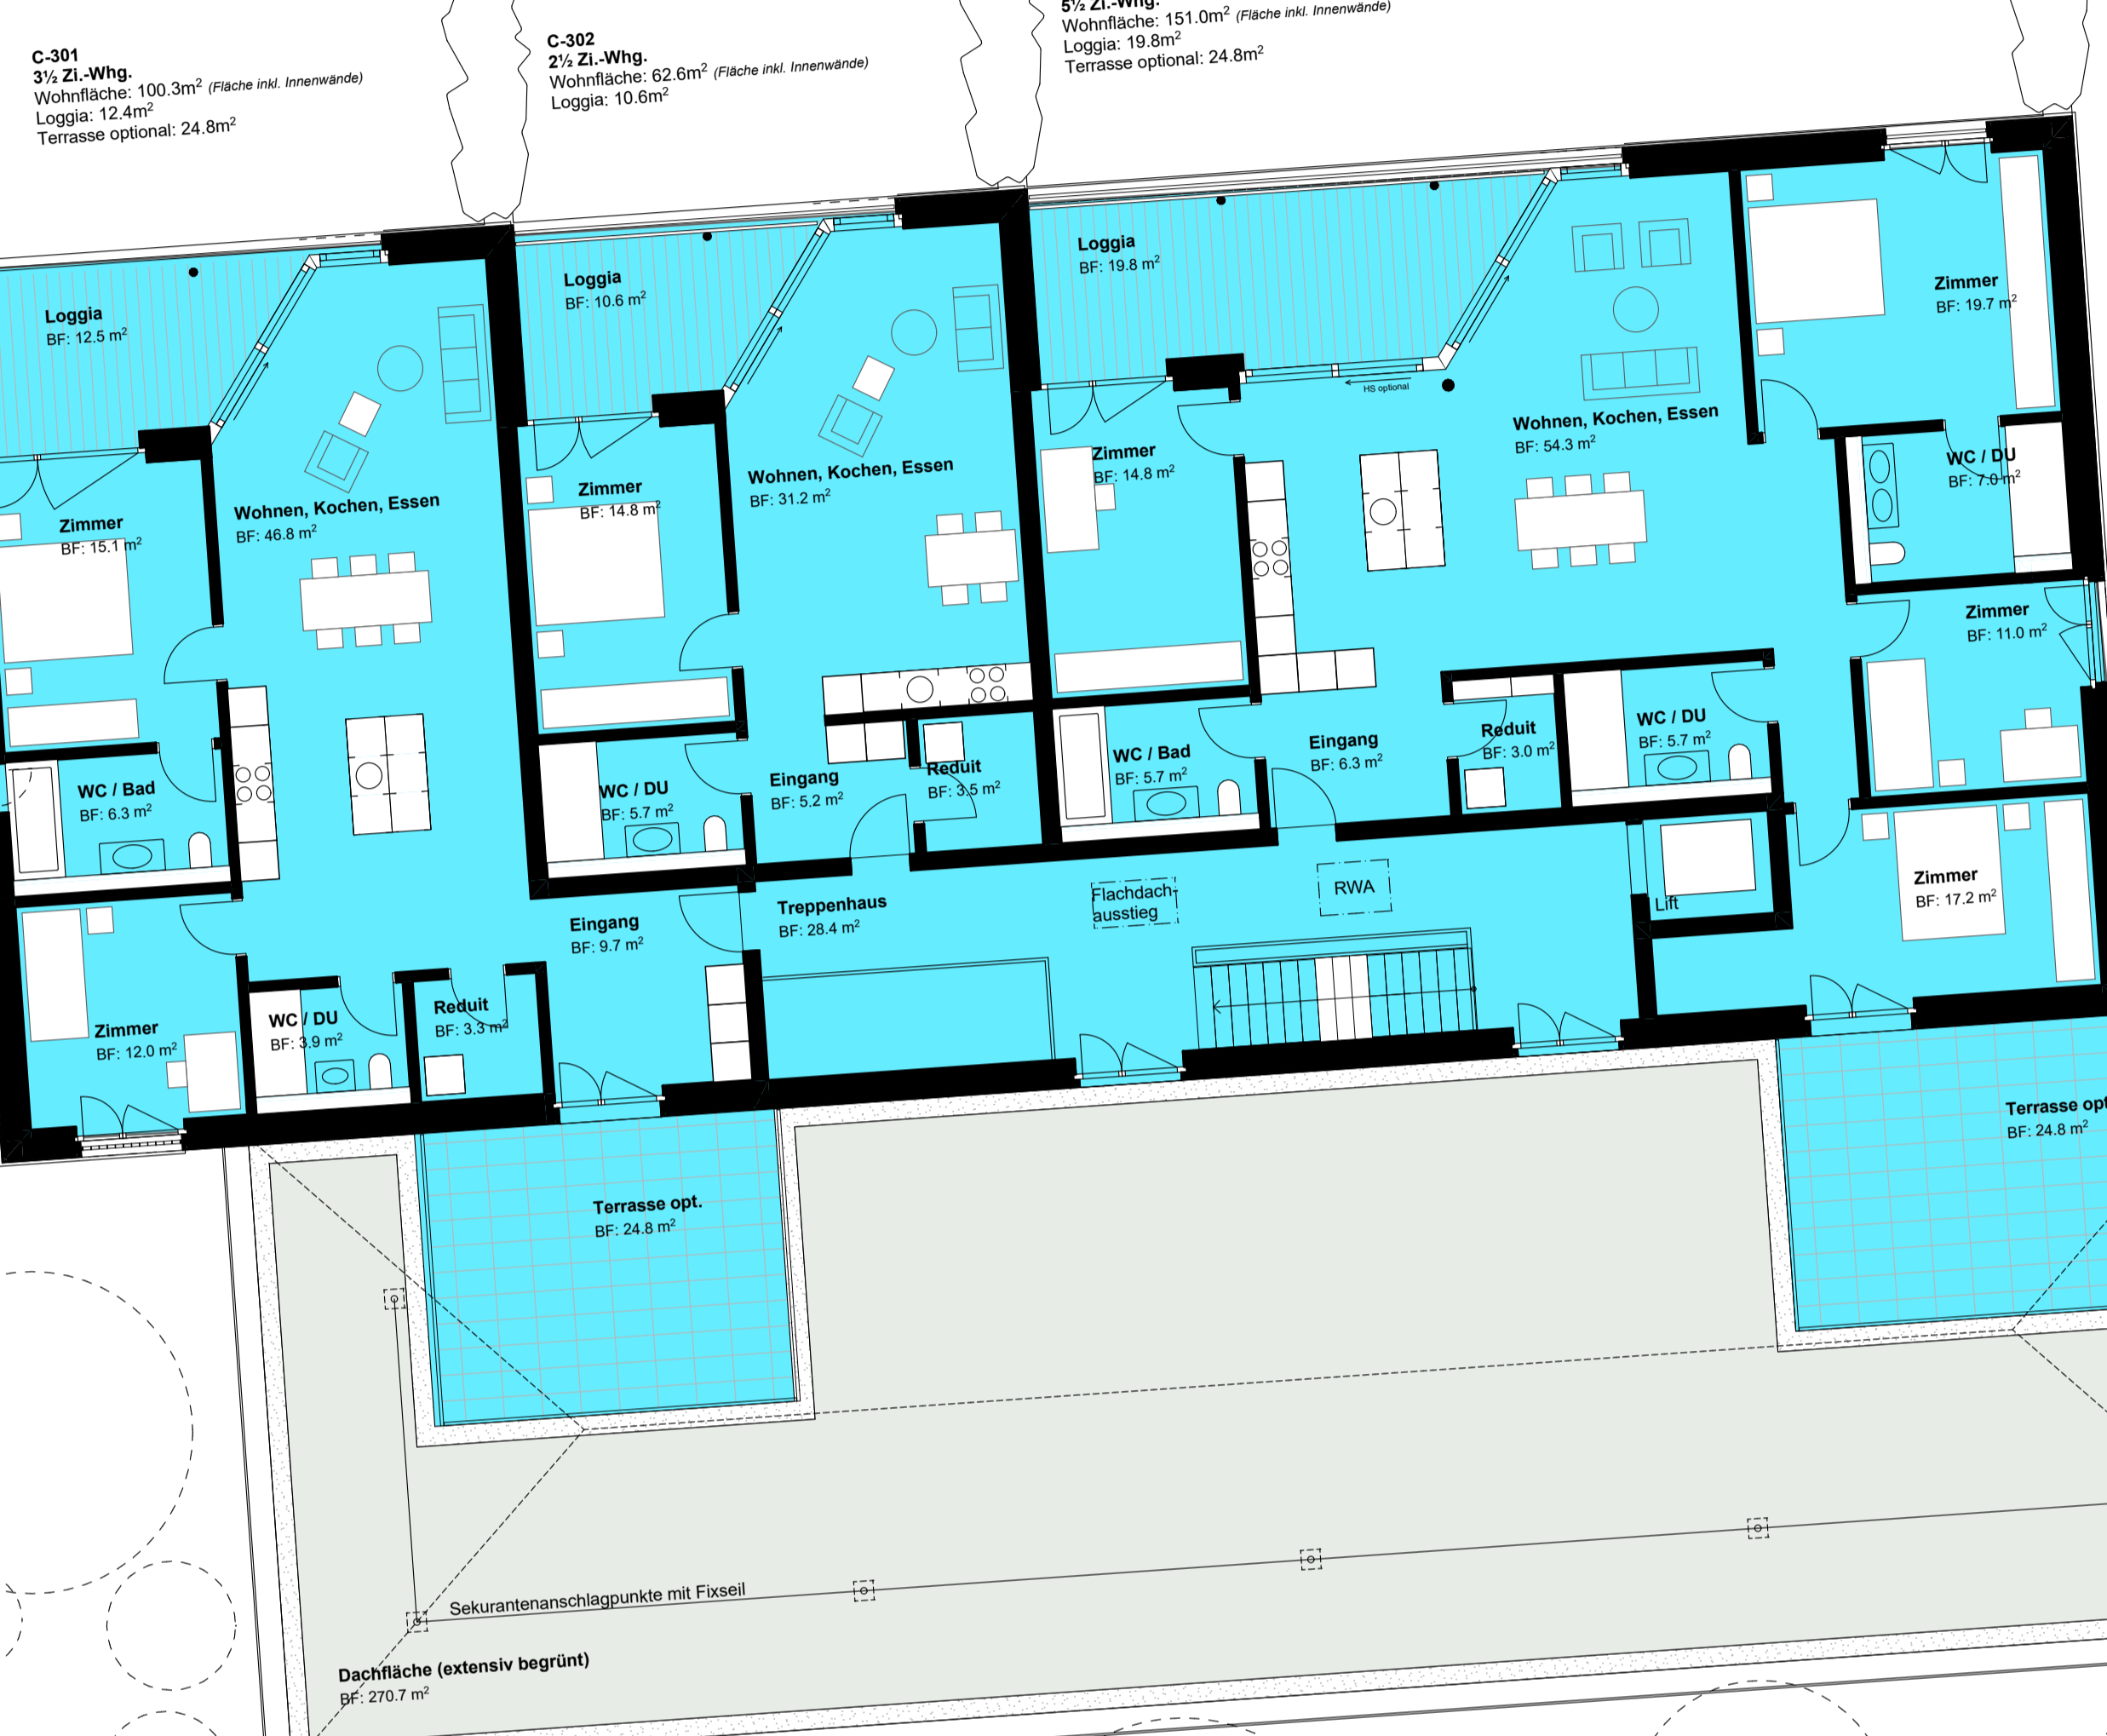 C-301
3½ Zi.-Whg.
Wohnfläche: 100.3m² (Fläche inkl. Innenwände)
Loggia: 12.4m²
Terrasse optional: 24.8m²
C-302
2½ Zi.-Whg.
Wohnfläche: 62.6m² (Fläche inkl. Innenwände)
Loggia: 10.6m²
5½ Zi.-Whg.
Wohnfläche: 151.0m² (Fläche inkl. Innenwände)
Loggia: 19.8m²
Terrasse optional: 24.8m²
Loggia
BF: 12.5 m²
Loggia
BF: 10.6 m²
Loggia
BF: 19.8 m²
Zimmer
BF: 19.7 m²
HS optional
Wohnen, Kochen, Essen
BF: 46.8 m²
Wohnen, Kochen, Essen
BF: 31.2 m²
Wohnen, Kochen, Essen
BF: 54.3 m²
Zimmer
BF: 15.1 m²
Zimmer
BF: 14.8 m²
Zimmer
BF: 14.8 m²
WC / DU
BF: 7.0 m²
Zimmer
BF: 11.0 m²
WC / Bad
BF: 6.3 m²
WC / DU
BF: 5.7 m²
Eingang
BF: 5.2 m²
Reduit
BF: 3.5 m²
WC / Bad
BF: 5.7 m²
Eingang
BF: 6.3 m²
Reduit
BF: 3.0 m²
WC / DU
BF: 5.7 m²
Zimmer
BF: 17.2 m²
Lift
Eingang
BF: 9.7 m²
Treppenhaus
BF: 28.4 m²
Flachdach-
ausstieg
RWA
Zimmer
BF: 12.0 m²
WC / DU
BF: 3.9 m²
Reduit
BF: 3.3 m²
Terrasse opt.
BF: 24.8 m²
Terrasse opt
BF: 24.8 m²
Sekurantenanschlagpunkte mit Fixseil
Dachfläche (extensiv begrünt)
BF: 270.7 m²